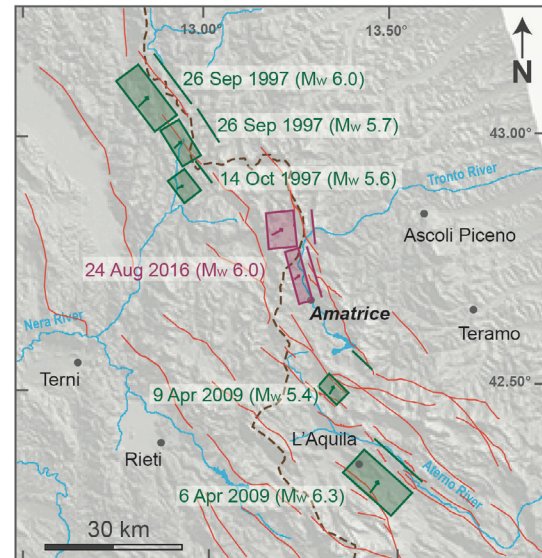 13.00°
13.50°
N
26 Sep 1997 (Mw 6.0)
26 Sep 1997 (Mw 5.7)
43.00°
14 Oct 1997 (Mw 5.6)
Tronto River
Ascoli Piceno
24 Aug 2016 (Mw 6.0)
Amatrice
Nera River
Teramo
Terni
42.50°
9 Apr 2009 (Mw 5.4)
L'Aquila
Rieti
Aterno River
6 Apr 2009 (Mw 6.3)
30 km